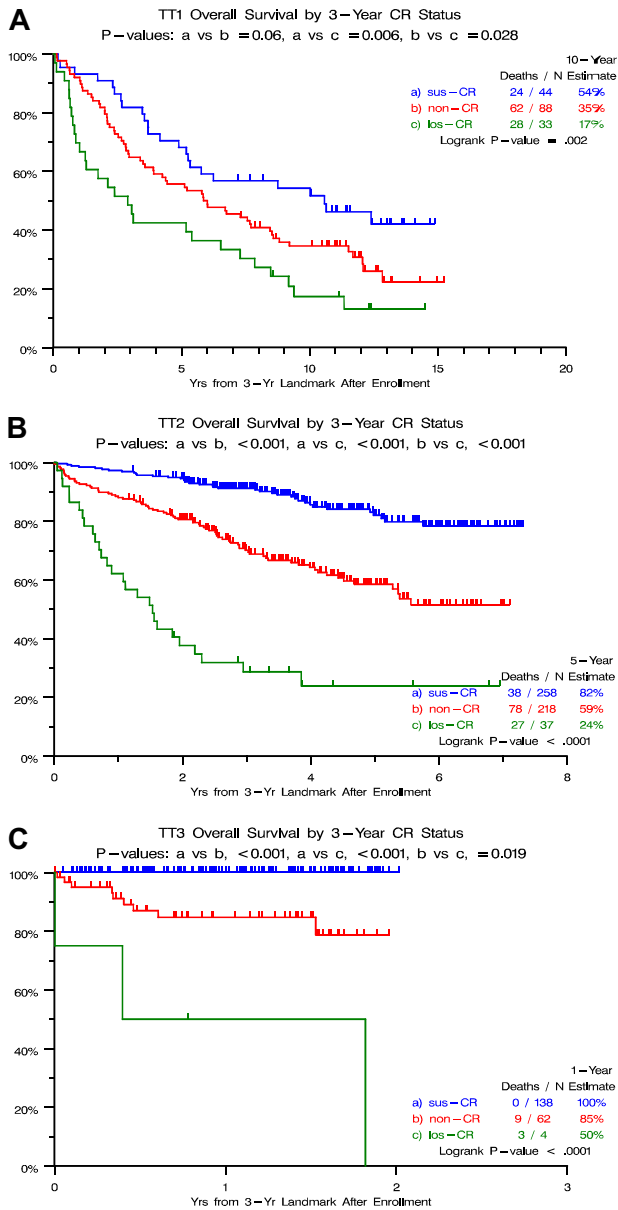 A
TT1 Overall Survival by 3-Year CR Status
P-values: a vs b =0.06, a vs c =0.006, b vs c =0.028
100%
80%
60%
40%
20%
0%
10-Year
Deaths / N Estimate
a) sus-CR 24 / 44 54%
b) non-CR 62 / 88 35%
c) los-CR 28 / 33 17%
Logrank P-value = .002
0 5 10 15 20
Yrs from 3-Yr Landmark After Enrollment
B
TT2 Overall Survival by 3-Year CR Status
P-values: a vs b, <0.001, a vs c, <0.001, b vs c, <0.001
100%
80%
60%
40%
20%
0%
5-Year
Deaths / N Estimate
a) sus-CR 38 / 258 82%
b) non-CR 78 / 218 59%
c) los-CR 27 / 37 24%
Logrank P-value < .0001
0 2 4 6 8
Yrs from 3-Yr Landmark After Enrollment
C
TT3 Overall Survival by 3-Year CR Status
P-values: a vs b, <0.001, a vs c, <0.001, b vs c, =0.019
100%
80%
60%
40%
20%
0%
1-Year
Deaths / N Estimate
a) sus-CR 0 / 138 100%
b) non-CR 9 / 62 85%
c) los-CR 3 / 4 50%
Logrank P-value < .0001
0 1 2 3
Yrs from 3-Yr Landmark After Enrollment